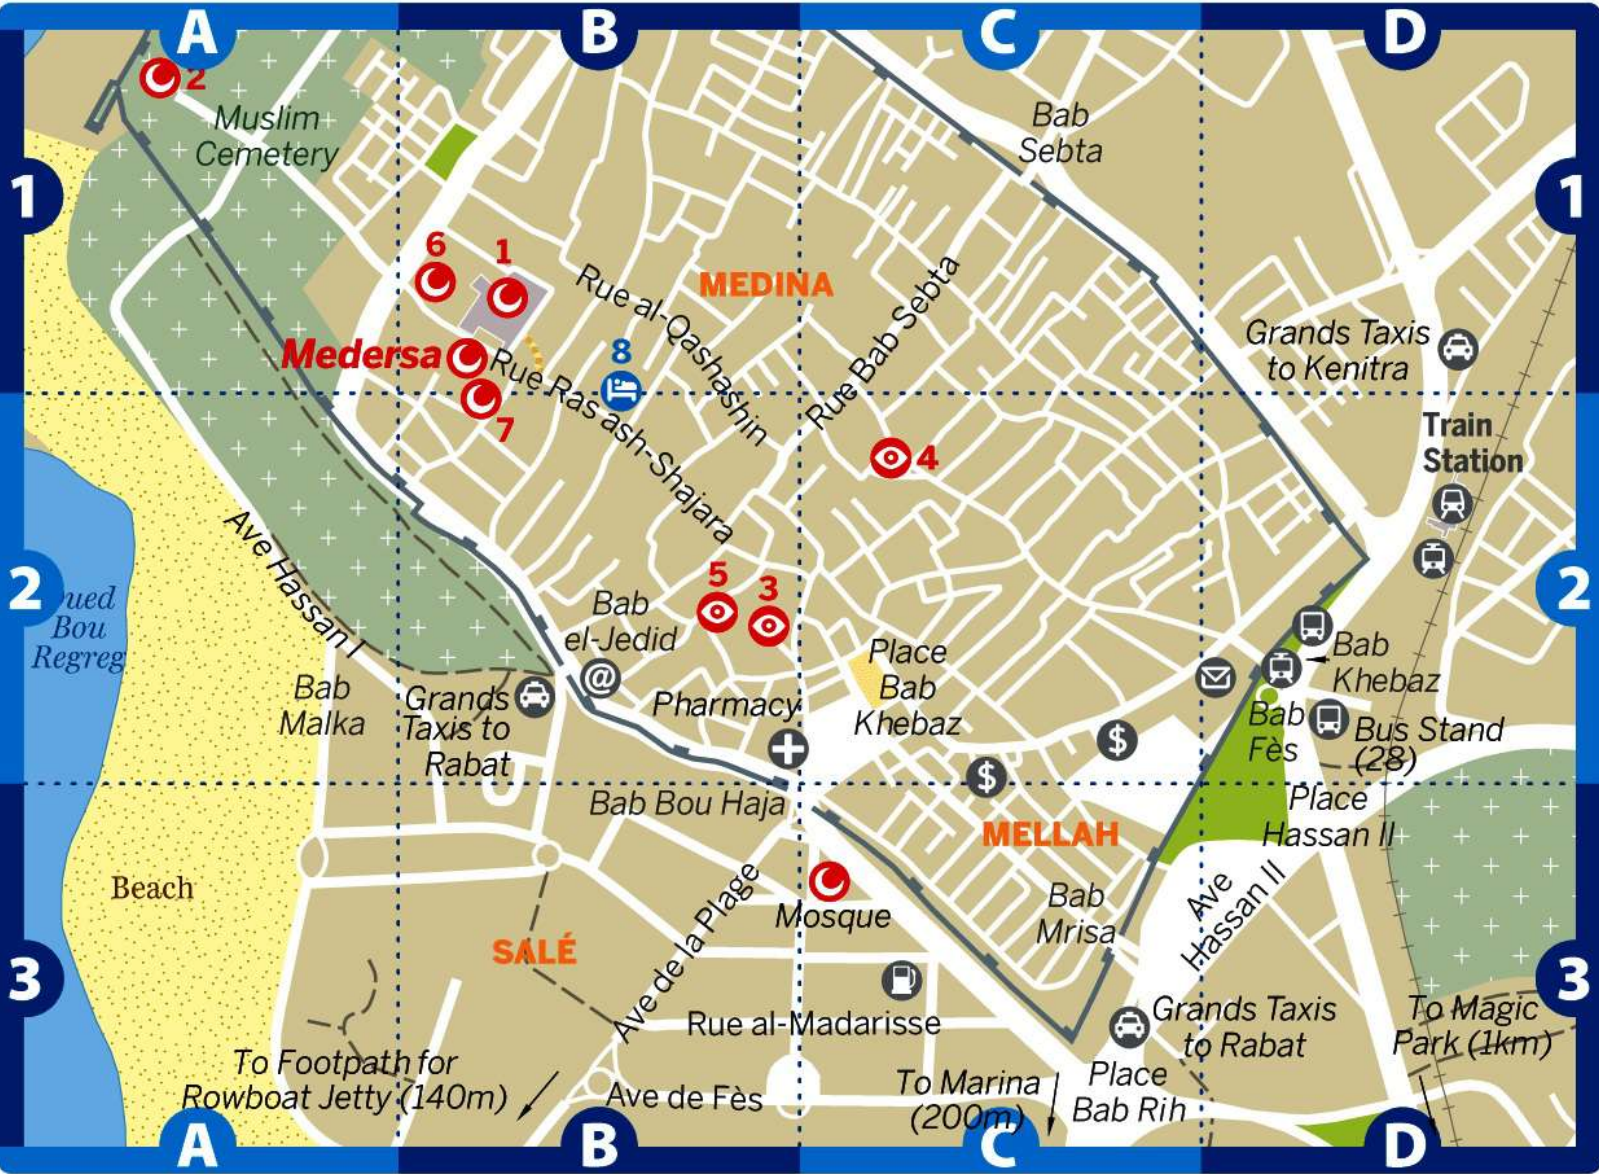 A
B
C
D
1
1
2
Muslim
Cemetery
Bab
Sebta
6
1
MEDINA
Rue al-Qashashin
Rue Bab Sebta
Medersa
Rue Ras ash-Shajara
8
7
4
Grands Taxis
to Kenitra
Train
Station
2
2
Ave Hassan I
Bou
Regreg
Bab
el-Jedid
@
5
3
Place
Bab
Khebaz
Bab
Khebaz
Bab
Malka
Grands
Taxis to
Rabat
Pharmacy
$
$
Bab
Fès
Bus Stand
(28)
Bab Bou Haja
MELLAH
Place
Hassan II
Beach
Mosque
Bab
Mrisa
Ave
Hassan II
SALÉ
Ave de la Plage
3
3
Rue al-Madarisse
Grands Taxis
to Rabat
To Magic
Park (1km)
To Footpath for
Rowboat Jetty (140m)
Ave de Fès
To Marina
(200m)
Place
Bab Rih
A
B
C
D